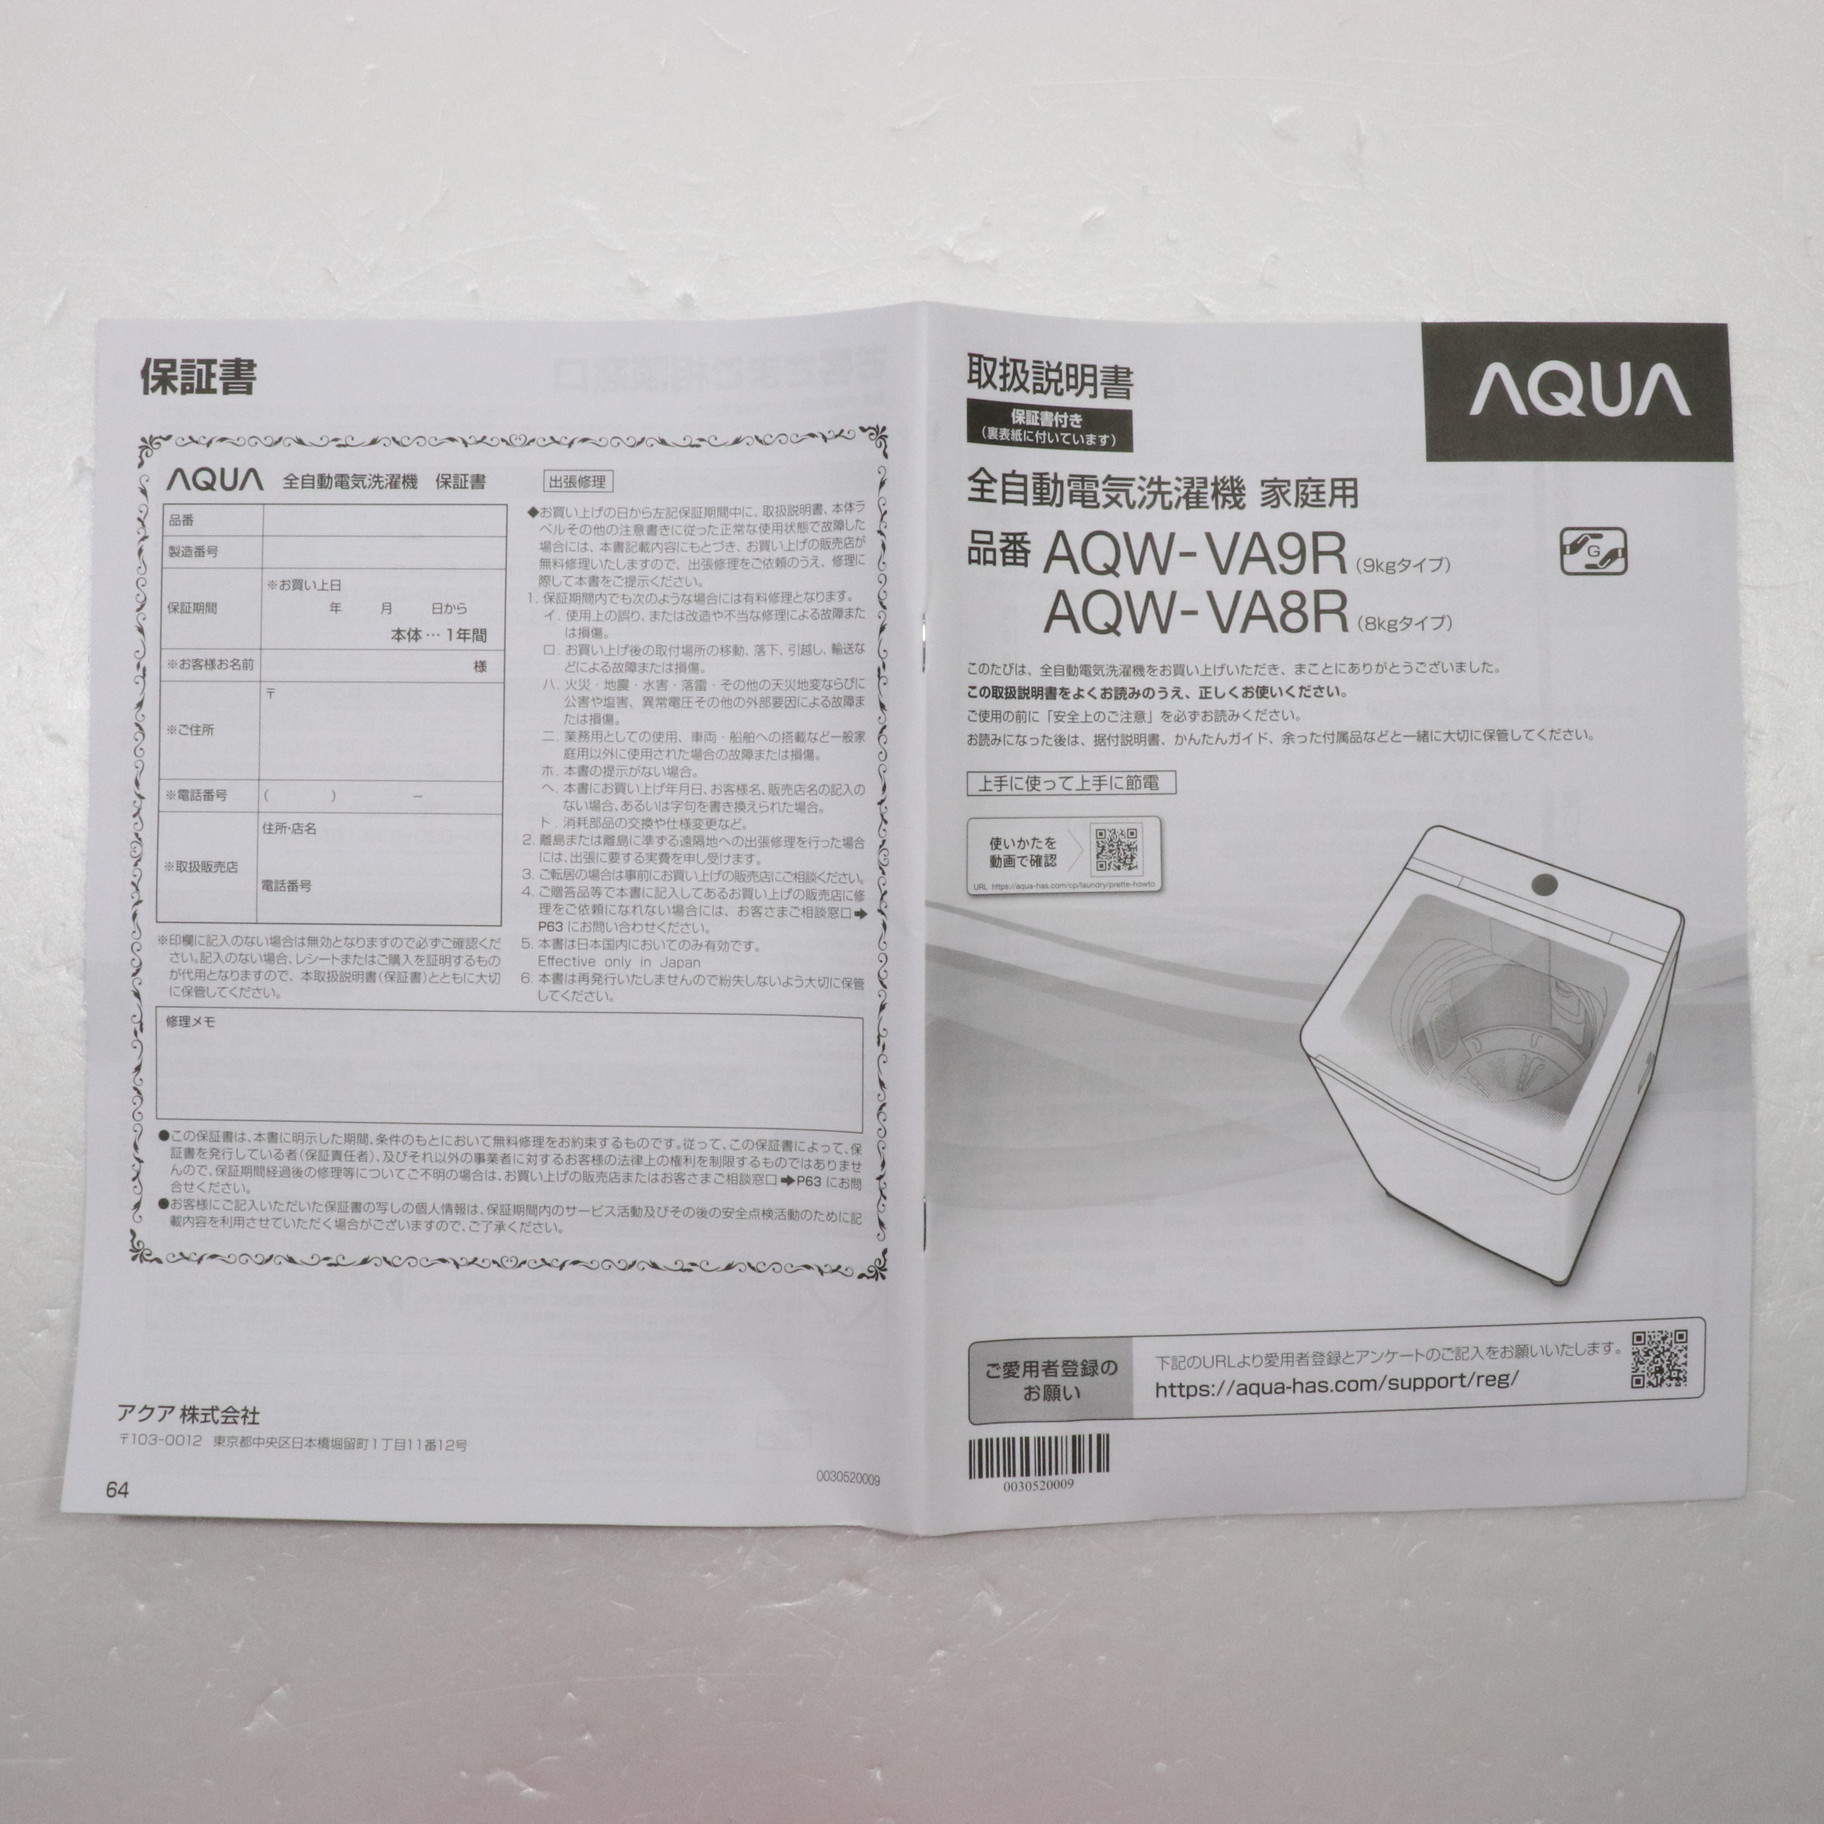 保証書
AQUA 全自動電気洗濯機 保証書 出張修理
品番
製造番号
保証期間
※お買い上日
年 月 日から
本体…1年間
※お客様お名前 様
※ご住所
〒
※電話番号 ( ) −
※取扱販売店
住所・店名
電話番号
※印欄に記入のない場合は無効となりますので必ずご確認くだ
さい。記入のない場合、レシートまたはご購入を証明するもの
が代用となりますので、本取扱説明書(保証書)とともに大切
に保管してください。
◆お買い上げの日から左記保証期間中に、取扱説明書、本体ラ
ベルその他の注意書きに従った正常な使用状態で故障した
場合には、本書記載内容にもとづき、お買い上げの販売店が
無料修理いたしますので、出張修理をご依頼のうえ、修理に
際して本書をご提示ください。
1. 保証期間内でも次のような場合には有料修理となります。
イ. 使用上の誤り、または改造や不当な修理による故障また
は損傷。
ロ. お買い上げ後の取付場所の移動、落下、引越し、輸送な
どによる故障または損傷。
ハ. 火災・地震・水害・落雷・その他の天災地変ならびに
公害や塩害、異常電圧その他の外部要因による故障ま
たは損傷。
ニ. 業務用としての使用、車両・船舶への搭載など一般家
庭用以外に使用された場合の故障または損傷。
ホ. 本書の提示がない場合。
ヘ. 本書にお買い上げ年月日、お客様名、販売店名の記入の
ない場合、あるいは字句を書き換えられた場合。
ト. 消耗部品の交換や仕様変更など。
2. 離島または離島に準ずる遠隔地への出張修理を行った場合
には、出張に要する実費を申し受けます。
3. ご転居の場合は事前にお買い上げの販売店にご相談ください。
4. ご贈答品等で本書に記入してあるお買い上げの販売店に修
理をご依頼になれない場合には、お客さまご相談窓口➡
P63 にお問い合わせください。
5. 本書は日本国内においてのみ有効です。
Effective only in Japan
6. 本書は再発行いたしませんので紛失しないよう大切に保管
してください。
修理メモ
●この保証書は、本書に明示した期間、条件のもとにおいて無料修理をお約束するものです。従って、この保証書によって、保
証書を発行している者(保証責任者)、及びそれ以外の事業者に対するお客様の法律上の権利を制限するものではありませ
んので、保証期間経過後の修理等についてご不明の場合は、お買い上げの販売店またはお客さまご相談窓口➡P63 にお問
合せください。
●お客様にご記入いただいた保証書の写しの個人情報は、保証期間内のサービス活動及びその後の安全点検活動のために記
載内容を利用させていただく場合がございますので、ご了承ください。
アクア株式会社
〒103-0012 東京都中央区日本橋堀留町1丁目11番12号
64
0030520009
取扱説明書
保証書付き
(裏表紙に付いています)
AQUA
全自動電気洗濯機 家庭用
品番 AQW-VA9R (9kgタイプ)
AQW-VA8R (8kgタイプ)
G
このたびは、全自動電気洗濯機をお買い上げいただき、まことにありがとうございました。
この取扱説明書をよくお読みのうえ、正しくお使いください。
ご使用の前に「安全上のご注意」を必ずお読みください。
お読みになった後は、据付説明書、かんたんガイド、余った付属品などと一緒に大切に保管してください。
上手に使って上手に節電
使いかたを
動画で確認
URL https://aqua-has.com/cp/laundry/prette-howto
ご愛用者登録の
お願い
下記のURLより愛用者登録とアンケートのご記入をお願いいたします。
https://aqua-has.com/support/reg/
0030520009